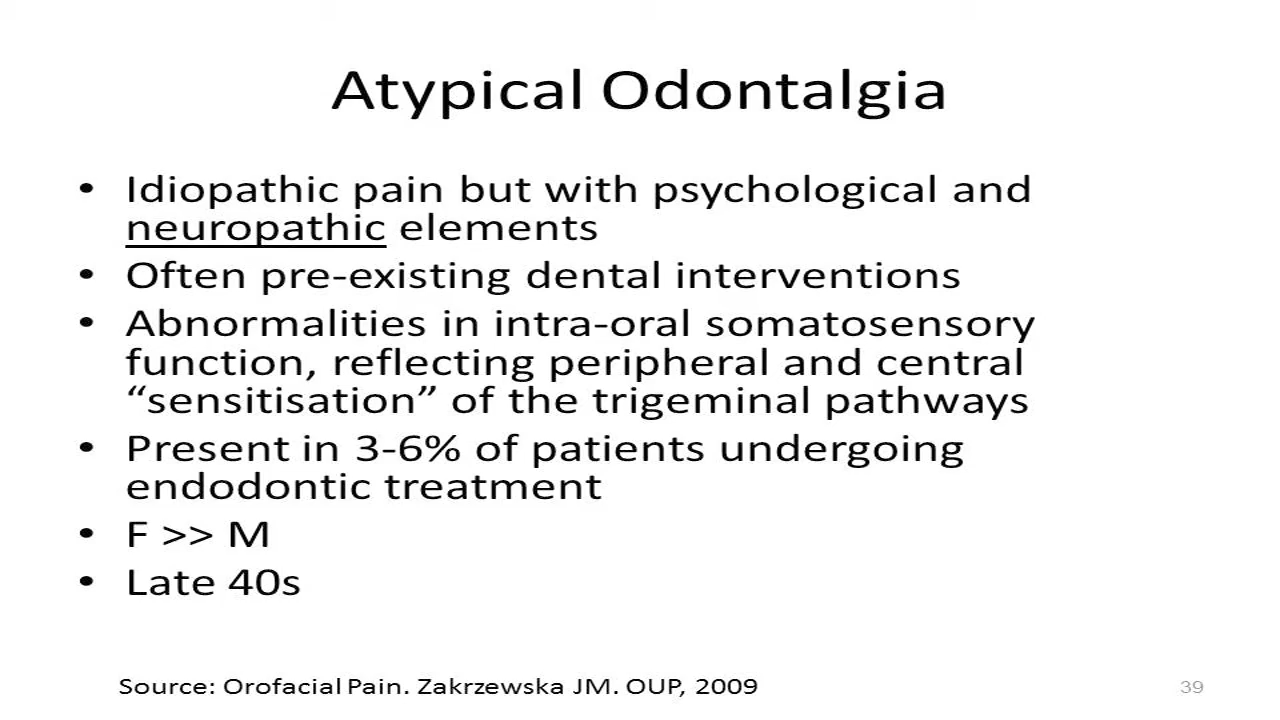 Atypical Odontalgia
• Idiopathic pain but with psychological and
neuropathic elements
• Often pre-existing dental interventions
• Abnormalities in intra-oral somatosensory
function, reflecting peripheral and central
“sensitisation” of the trigeminal pathways
• Present in 3-6% of patients undergoing
endodontic treatment
• F >> M
• Late 40s
Source: Orofacial Pain. Zakrzewska JM. OUP, 2009
39